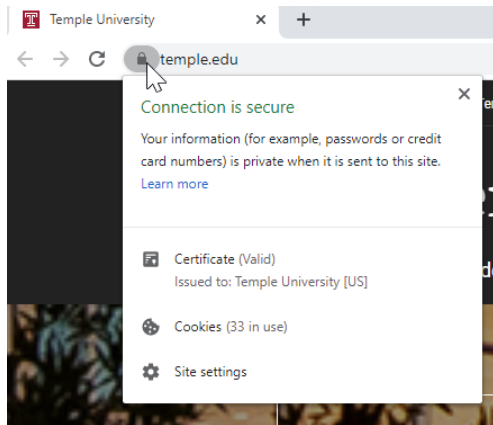 Temple University
temple.edu
Connection is secure
Your information (for example, passwords or credit
card numbers) is private when it is sent to this site.
Learn more
Certificate (Valid)
Issued to: Temple University [US]
Cookies (33 in use)
Site settings